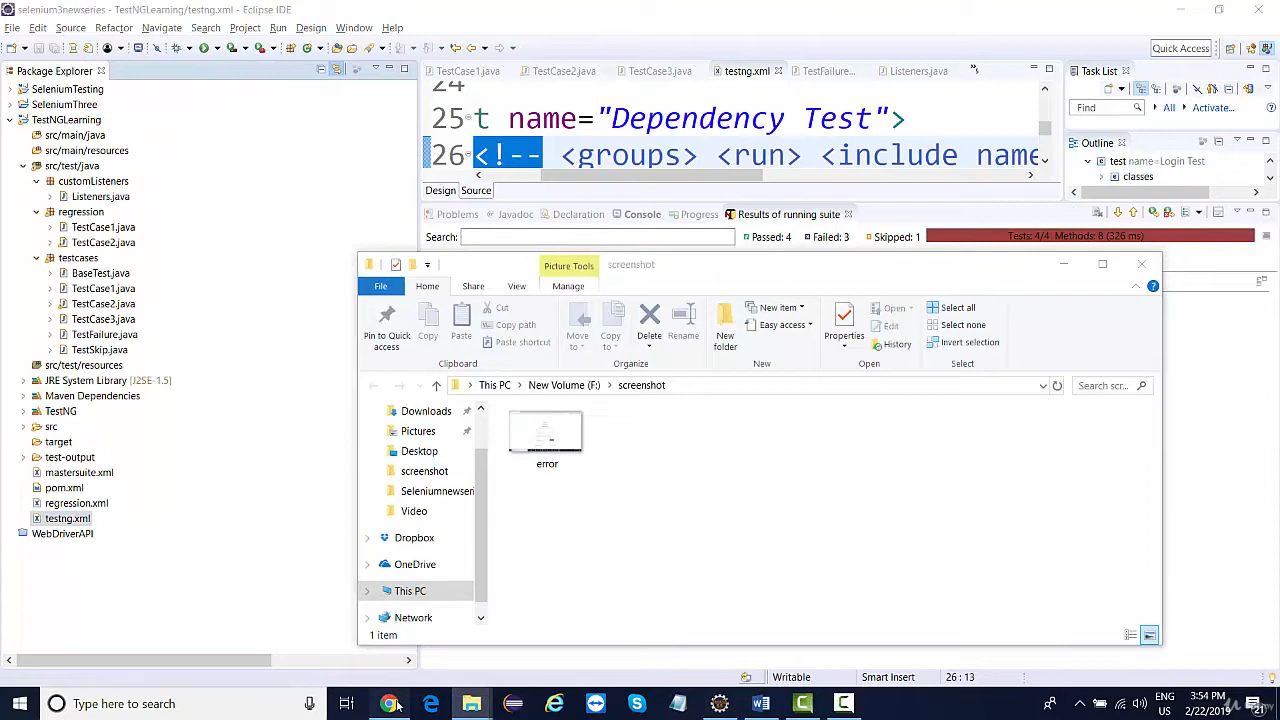 selenium3newseries - TestNGLearning/testng.xml - Eclipse IDE
File Edit Source Refactor Navigate Search Project Run Design Window Help
Quick Access
Package Explorer
SeleniumTesting
SeleniumThree
TestNGLearning
src/main/java
src/main/resources
src/test/java
customListeners
Listeners.java
regression
TestCase1.java
TestCase2.java
testcases
BaseTest.java
TestCase1.java
TestCase2.java
TestCase3.java
TestFailure.java
TestSkip.java
src/test/resources
JRE System Library [J2SE-1.5]
Maven Dependencies
TestNG
src
target
test-output
mastersuite.xml
pom.xml
regression.xml
testng.xml
WebDriverAPI
TestCase1.java TestCase2.java TestCase3.java testng.xml TestFailure... Listeners.java
24
25 t name="Dependency Test">
26 <!-- <groups> <run> <include name
Design Source
Task List
Find All Activate...
Outline
test name=Login Test
classes
Problems Javadoc Declaration Console Progress Results of running suite
Search: Passed: 4 Failed: 3 Skipped: 1 Tests: 4/4 Methods: 8 (326 ms)
Picture Tools screenshot
File Home Share View Manage
Pin to Quick access
Copy
Paste
Cut
Copy path
Paste shortcut
Clipboard
Move to
Copy to
Delete
Rename
Organize
New folder
New item
Easy access
New
Properties
Open
Edit
History
Open
Select all
Select none
Invert selection
Select
This PC > New Volume (F:) > screenshot
Search scr...
Downloads
Pictures
Desktop
screenshot
Seleniumnewseri
Video
Dropbox
OneDrive
This PC
Network
error
1 item
Writable Smart Insert 26 : 13
Type here to search
ENG
US
3:54 PM
2/22/2019
21